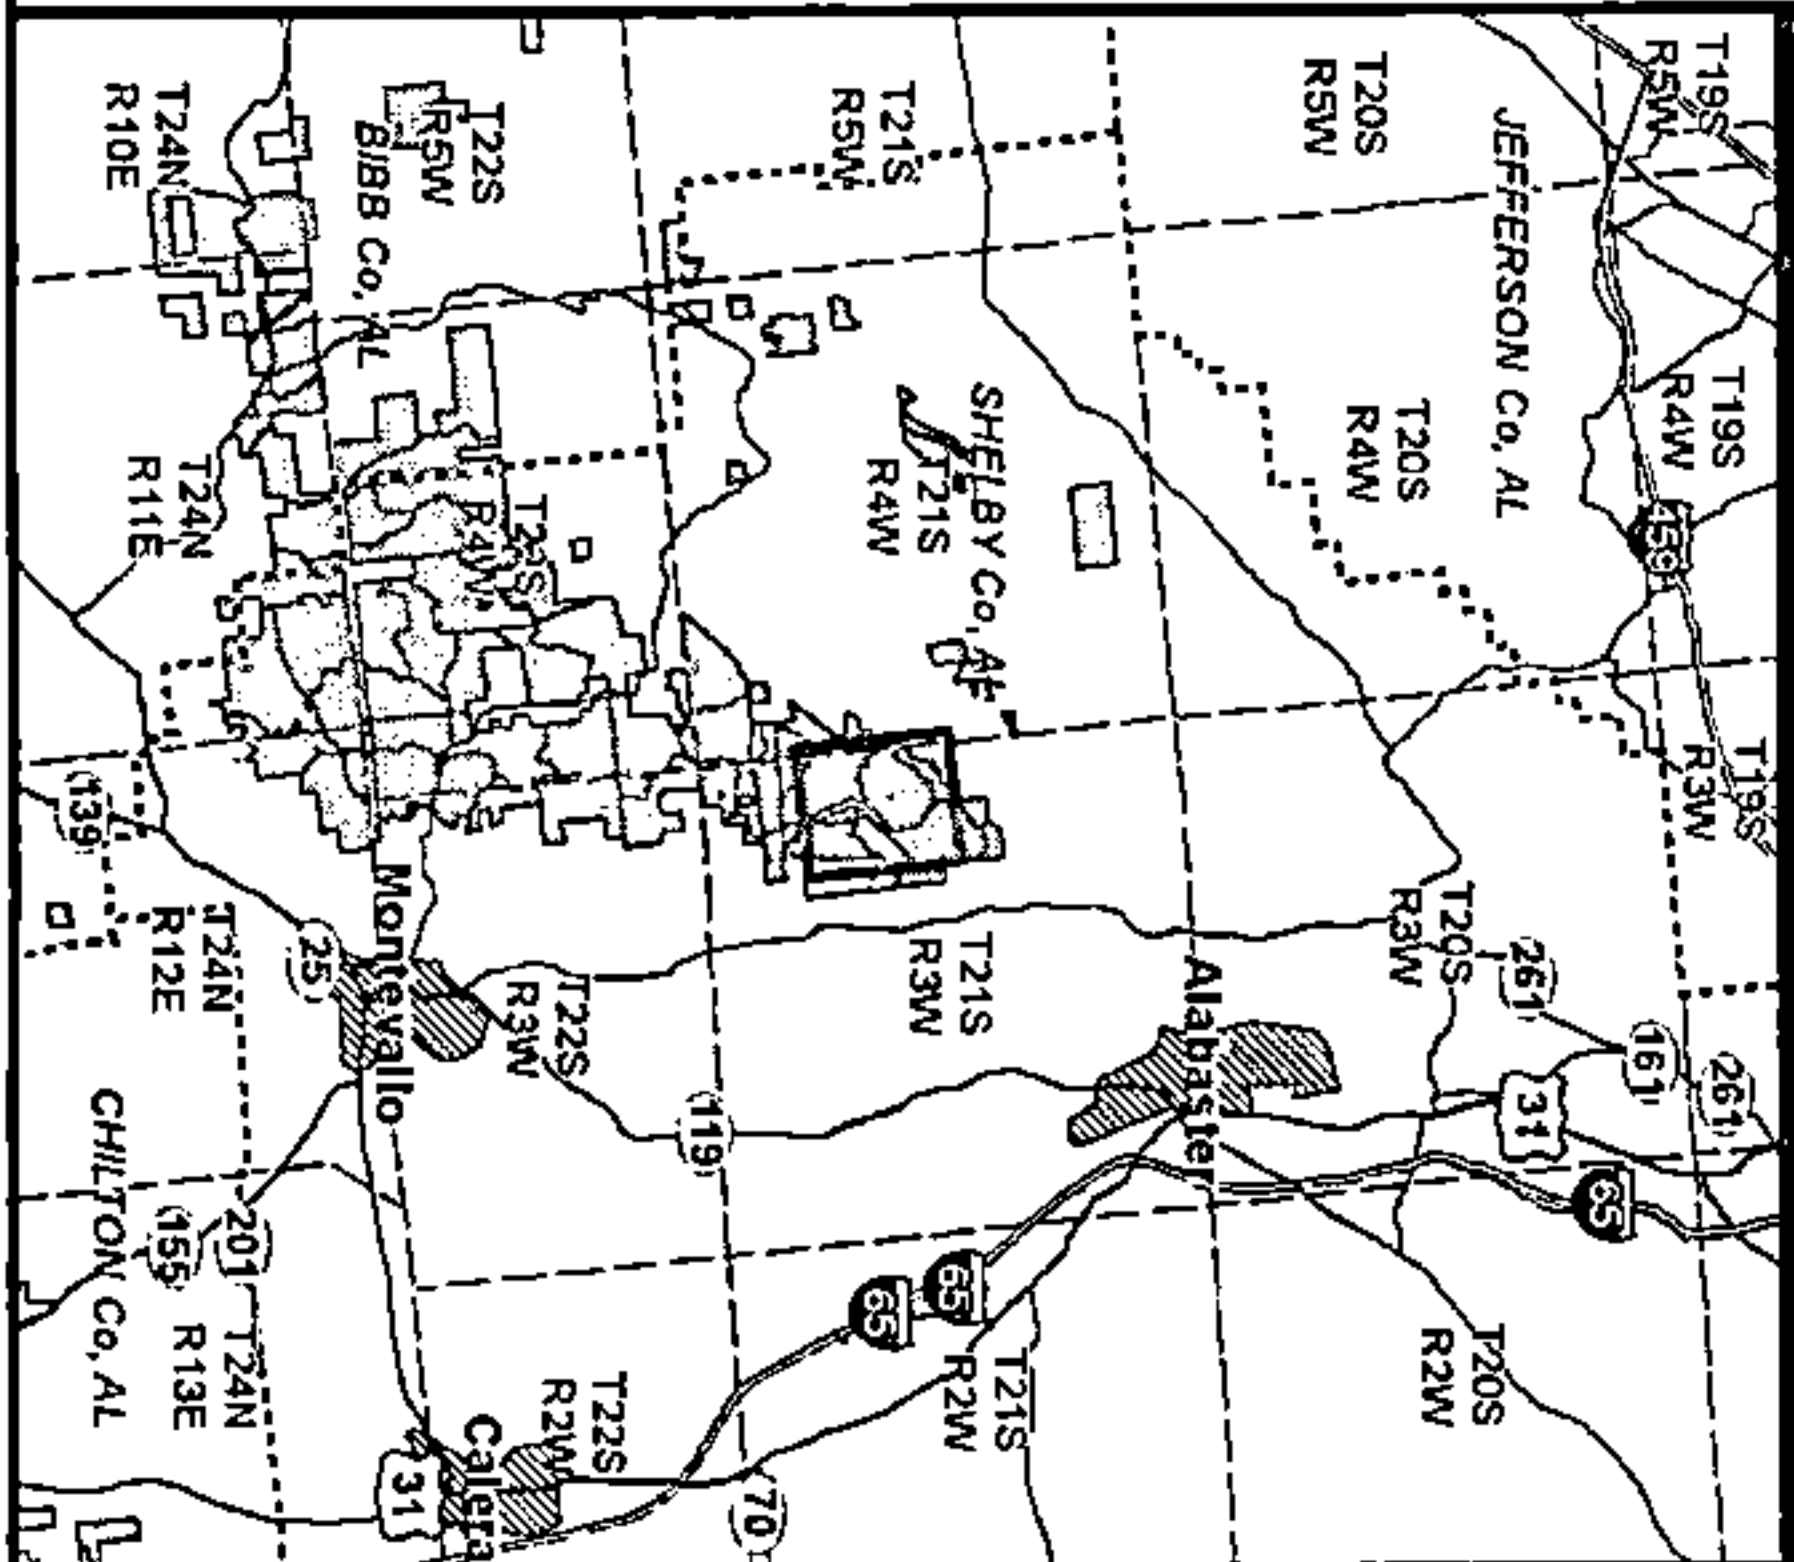 T19S
R5W
T19S
R4W
T19S
R3W
261
459
161
65
JEFFERSON Co, AL
261
31
T20S
R5W
T20S
R4W
T20S
R3W
T20S
R2W
Alabaster
SHELBY Co, AL
T21S
R5W
T21S
R4W
T21S
R3W
T21S
R2W
65
65
119
70
T22S
R5W
T22S
R4W
T22S
R3W
T22S
R2W
BIBB Co, AL
Montevallo
Calera
31
25
T24N
R10E
T24N
R11E
T24N
R12E
T24N
R13E
201
155
139
CHILTON Co, AL